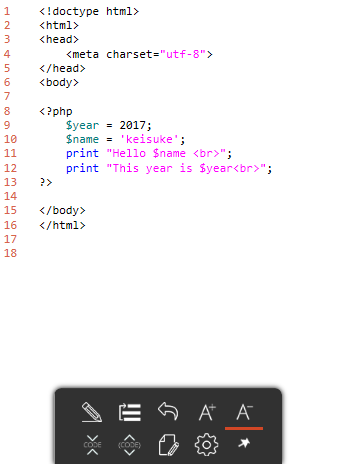 1 <!doctype html>
2 <html>
3 <head>
4 <meta charset="utf-8">
5 </head>
6 <body>
7
8 <?php
9 $year = 2017;
10 $name = 'keisuke';
11 print "Hello $name <br>";
12 print "This year is $year<br>";
13 ?>
14
15 </body>
16 </html>
17
18
A+ A-
CODE (CODE)